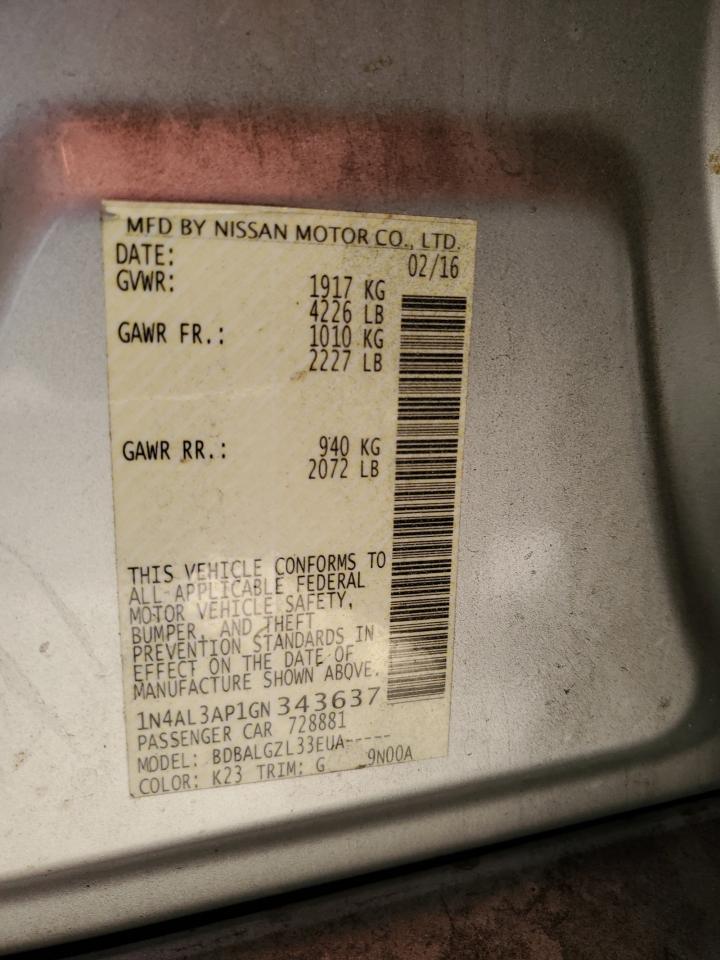 MFD BY NISSAN MOTOR CO., LTD.
DATE: 02/16
GVWR: 1917 KG
4226 LB
GAWR FR.: 1010 KG
2227 LB
GAWR RR.: 940 KG
2072 LB
THIS VEHICLE CONFORMS TO
ALL APPLICABLE FEDERAL
MOTOR VEHICLE SAFETY,
BUMPER, AND THEFT
PREVENTION STANDARDS IN
EFFECT ON THE DATE OF
MANUFACTURE SHOWN ABOVE.
1N4AL3AP1GN 343637
PASSENGER CAR 728881
MODEL: BDBALGZL33EUA-----
COLOR: K23 TRIM: G 9N00A